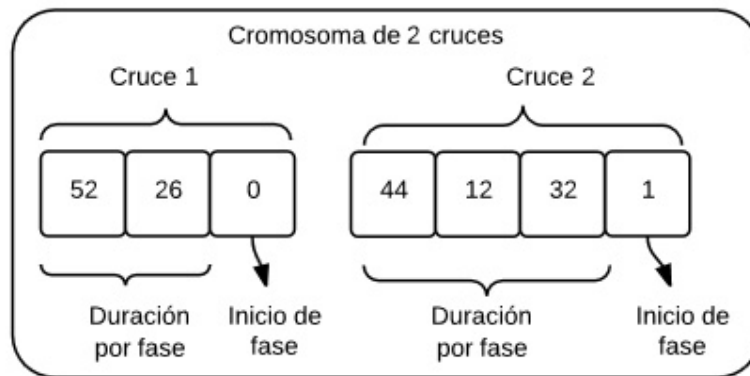 Cromosoma de 2 cruces
Cruce 1
Cruce 2
52 26 0
44 12 32 1
Duración
por fase
Inicio de
fase
Duración
por fase
Inicio de
fase